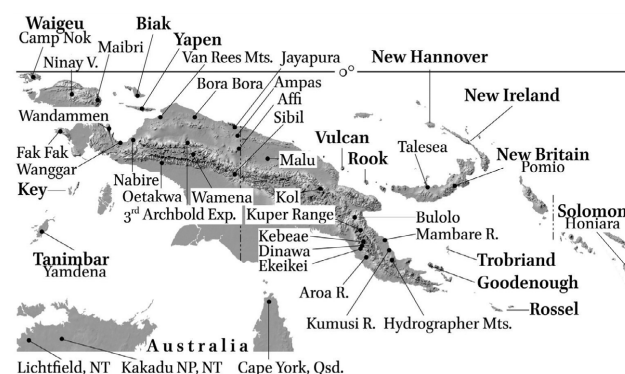 Waigeu
Camp Nok
Ninay V.
Maibri
Biak
Yapen
Van Rees Mts.
Bora Bora
Jayapura
Ampas
Affi
Sibil
0°
New Hannover
New Ireland
Wandammen
Fak Fak
Wanggar
Key
Nabire
Oetakwa
3rd Archbold Exp.
Wamena
Malu
Vulcan
Rook
Talesea
New Britain
Pomio
Kol
Kuper Range
Bulolo
Mambare R.
Solomon
Honiara
Tanimbar
Yamdena
Kebeae
Dinawa
Ekeikei
Trobriand
Goodenough
Aroa R.
Rossel
Kumusi R.
Hydrographer Mts.
Australia
Lichtfield, NT
Kakadu NP, NT
Cape York, Qsd.